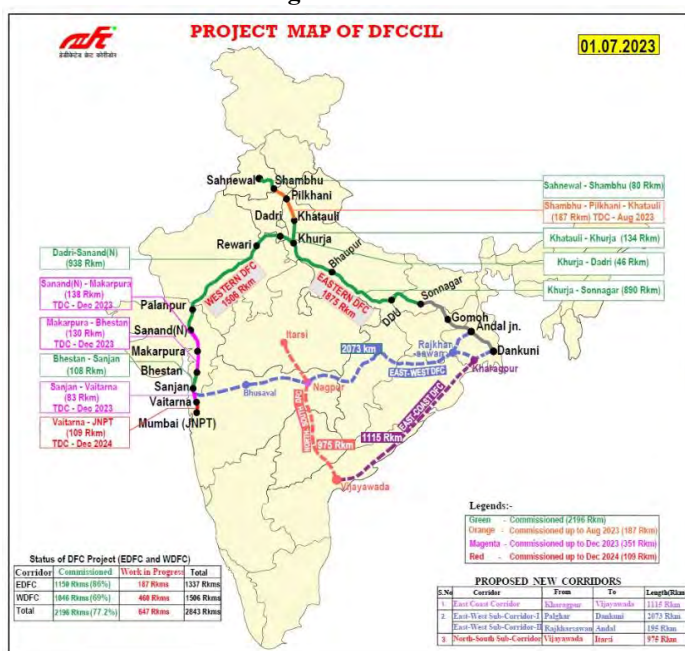 PROJECT MAP OF DFCCIL
01.07.2023
डेडीकेटेड फ्रेट कोरीडोर
Sahnewal
Shambhu
Pilkhani
Dadri
Khatauli
Rewari
Khurja
Bhaupur
Sonnagar
DDU
Gomoh
Andal jn.
Dankuni
Palanpur
Sanand(N)
Makarpura
Bhestan
Sanjan
Vaitarna
Mumbai (JNPT)
Itarsi
Nagpur
Bhusaval
Kharagpur
Vijayawada
WESTERN DFC
1506 Rkm
EASTERN DFC
1873 Rkm
2073 km
EAST-WEST DFC
EAST-COAST DFC
1115 Rkm
975 Rkm
Sahnewal - Shambhu (80 Rkm)
Shambhu - Pilkhani - Khatauli
(187 Rkm) TDC - Aug 2023
Khatauli - Khurja (134 Rkm)
Khurja - Dadri (46 Rkm)
Khurja - Sonnagar (890 Rkm)
Dadri-Sanand(N)
(938 Rkm)
Sanand(N) - Makarpura
(138 Rkm)
TDC - Dec 2023
Makarpura - Bhestan
(130 Rkm)
TDC - Dec 2023
Bhestan - Sanjan
(108 Rkm)
Sanjan - Vaitarna
(83 Rkm)
TDC - Dec 2023
Vaitarna - JNPT
(109 Rkm)
TDC - Dec 2024
Legends:-
Green - Commissioned (2196 Rkm)
Orange - Commissioned up to Aug 2023 (187 Rkm)
Magenta - Commissioned up to Dec 2023 (351 Rkm)
Red - Commissioned up to Dec 2024 (109 Rkm)
Status of DFC Project (EDFC and WDFC)
Corridor Commissioned Work in Progress Total
EDFC 1150 Rkms (86%) 187 Rkms 1337 Rkms
WDFC 1046 Rkms (69%) 460 Rkms 1506 Rkms
Total 2196 Rkms (77.2%) 647 Rkms 2843 Rkms
PROPOSED NEW CORRIDORS
S.No Corridor From To Length(Rkm)
1 East Coast Corridor Kharagpur Vijayawada 1115 Rkm
2 East-West Sub-Corridor-I Palghar Dankuni 2073 Rkm
East-West Sub-Corridor-II Rajkharsawan Andal 195 Rkm
3 North-South Sub-Corridor Vijayawada Itarsi 975 Rkm